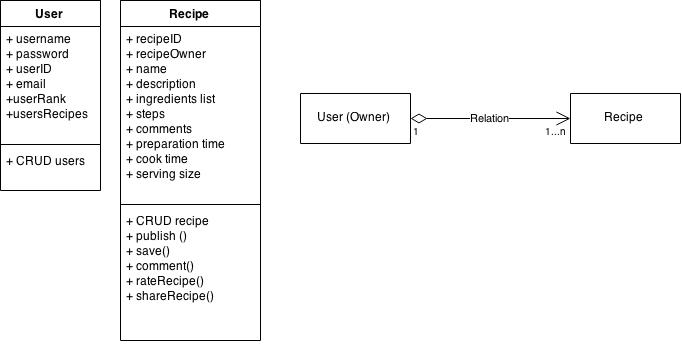 User
+ username
+ password
+ userID
+ email
+userRank
+usersRecipes
+ CRUD users
Recipe
+ recipeID
+ recipeOwner
+ name
+ description
+ ingredients list
+ steps
+ comments
+ preparation time
+ cook time
+ serving size
+ CRUD recipe
+ publish ()
+ save()
+ comment()
+ rateRecipe()
+ shareRecipe()
User (Owner)
1
Relation
1...n
Recipe